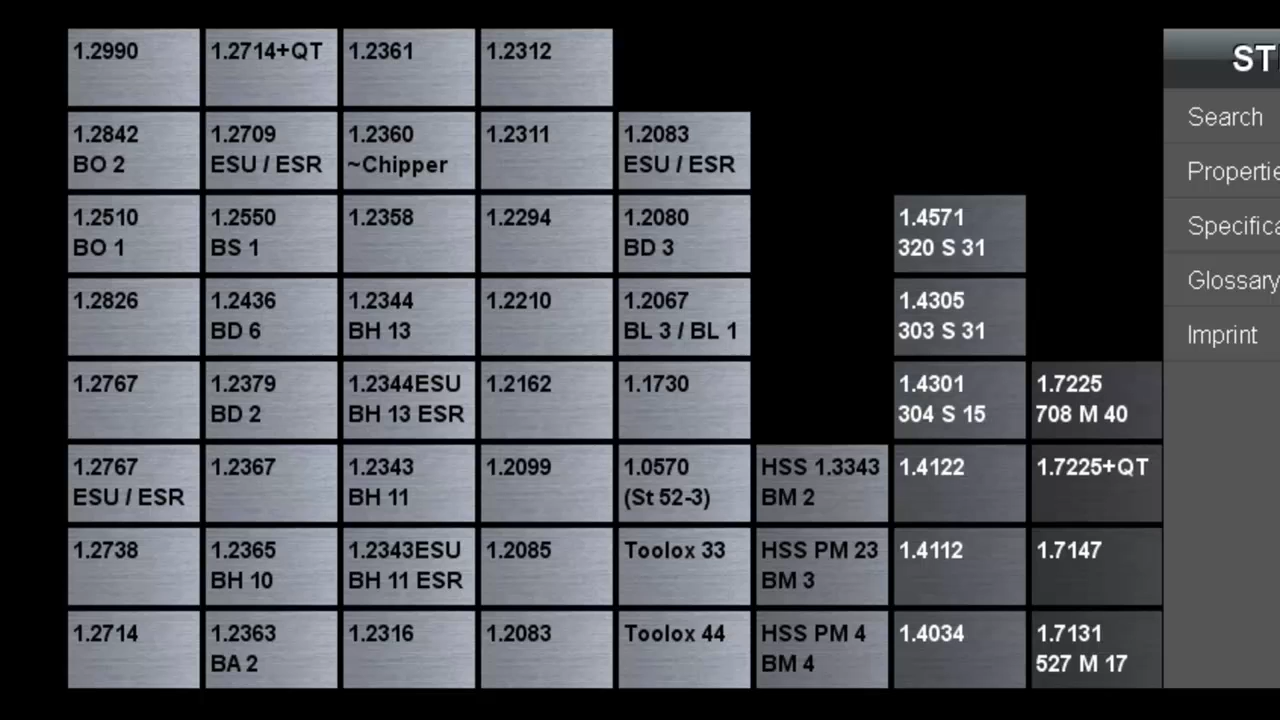 1.2990
1.2714+QT
1.2361
1.2312
1.2842
BO 2
1.2709
ESU / ESR
1.2360
~Chipper
1.2311
1.2083
ESU / ESR
1.2510
BO 1
1.2550
BS 1
1.2358
1.2294
1.2080
BD 3
1.4571
320 S 31
1.2826
1.2436
BD 6
1.2344
BH 13
1.2210
1.2067
BL 3 / BL 1
1.4305
303 S 31
1.2767
1.2379
BD 2
1.2344ESU
BH 13 ESR
1.2162
1.1730
1.4301
304 S 15
1.7225
708 M 40
1.2767
ESU / ESR
1.2367
1.2343
BH 11
1.2099
1.0570
(St 52-3)
HSS 1.3343
BM 2
1.4122
1.7225+QT
1.2738
1.2365
BH 10
1.2343ESU
BH 11 ESR
1.2085
Toolox 33
HSS PM 23
BM 3
1.4112
1.7147
1.2714
1.2363
BA 2
1.2316
1.2083
Toolox 44
HSS PM 4
BM 4
1.4034
1.7131
527 M 17
Search
Glossary
Imprint